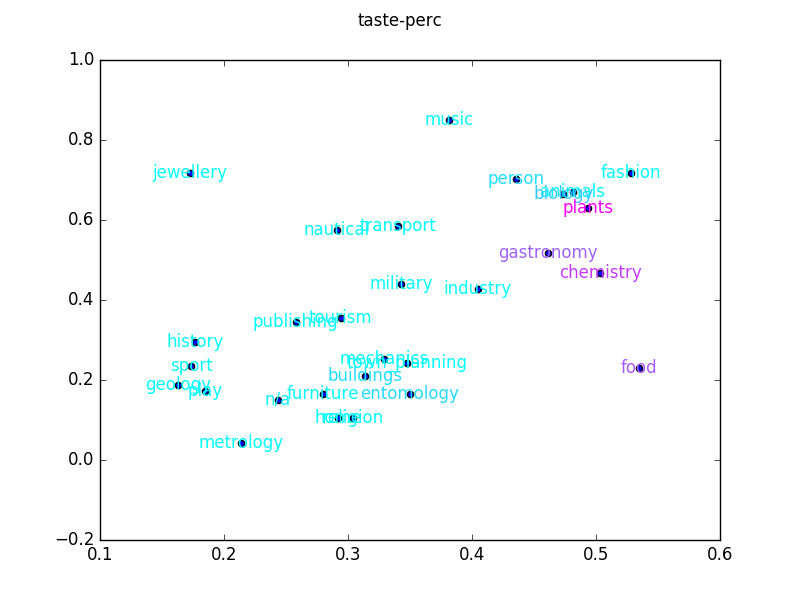 taste-perc
1.0
music
0.8
jewellery
fashion
person
animals
biology
plants
0.6
transport
nautical
gastronomy
chemistry
military
industry
0.4
tourism
publishing
history
mechanics
town planning
sport
food
0.2
buildings
geology
play
furniture
entomology
n/a
religion
metrology
0.0
−0.2
0.1 0.2 0.3 0.4 0.5 0.6